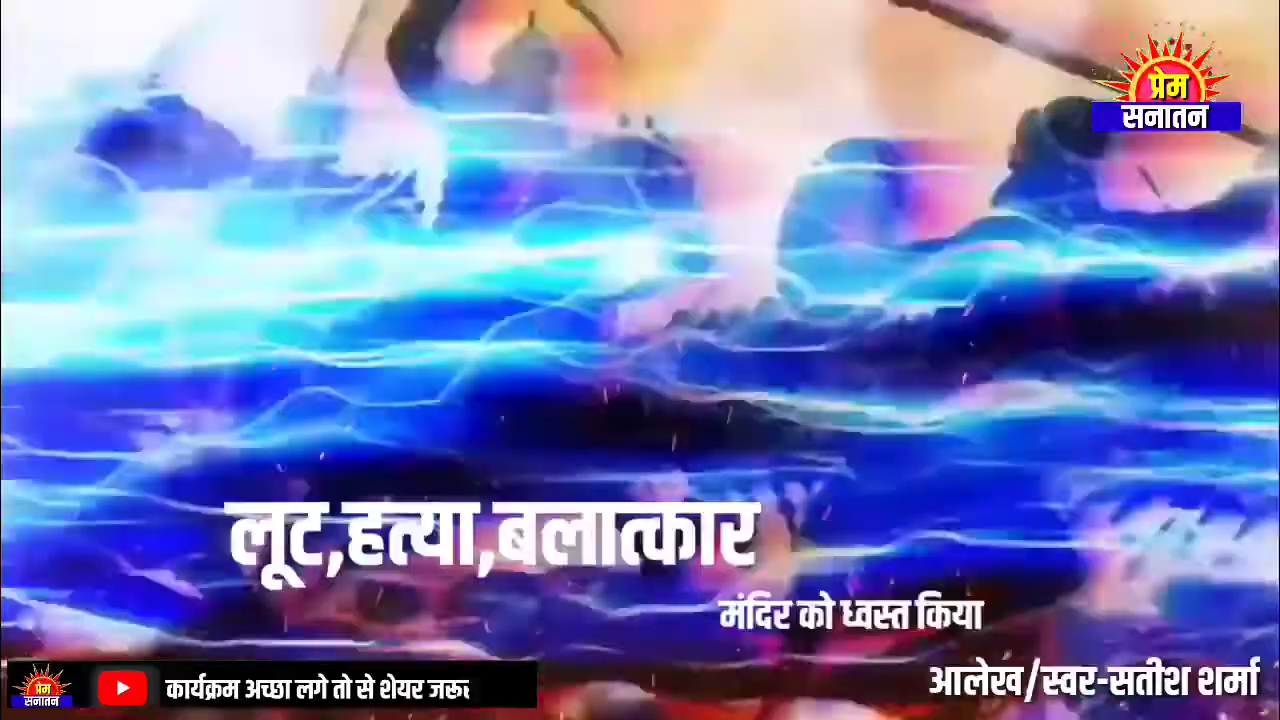 प्रेम
सनातन
लूट,हत्या,बलात्कार
मंदिर को ध्वस्त किया
आलेख/स्वर-सतीश शर्मा
प्रेम
सनातन
कार्यक्रम अच्छा लगे तो से शेयर जरूर